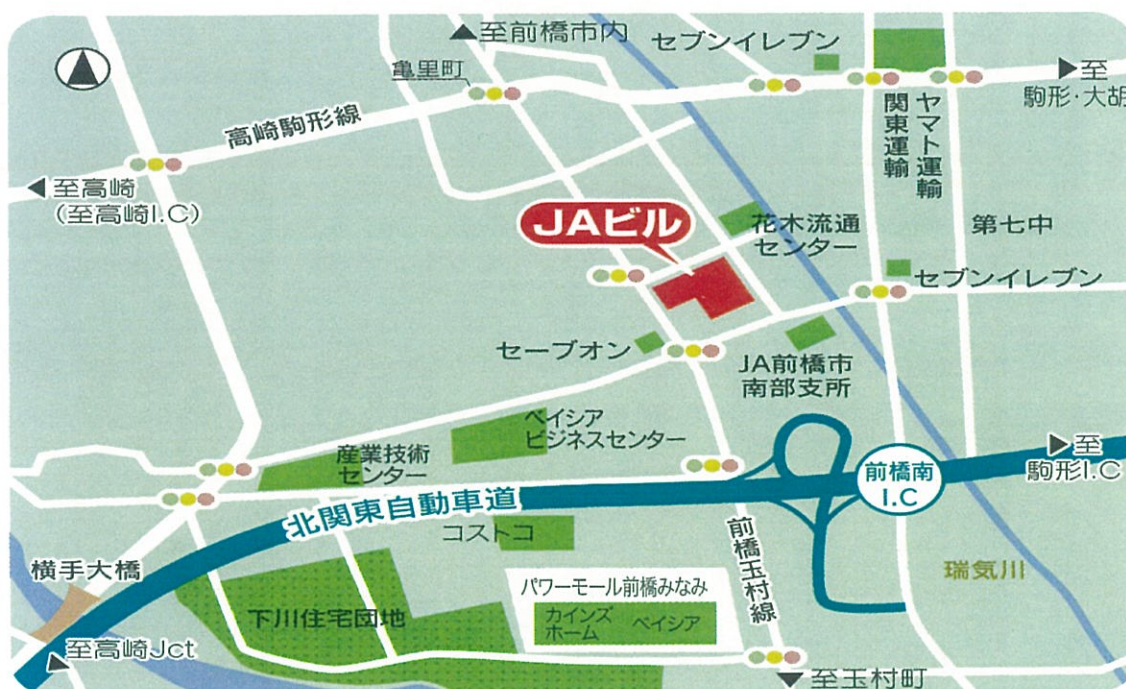 至前橋市内
セブンイレブン
亀里町
至
駒形・大胡
高崎駒形線
関東運輸
ヤマト運輸
至高崎
(至高崎I.C)
JAビル
花木流通
センター
第七中
セブンイレブン
セーブオン
JA前橋市
南部支所
ベイシア
ビジネスセンター
産業技術
センター
前橋南
I.C
至
駒形I.C
北関東自動車道
コストコ
前橋玉村線
横手大橋
瑞気川
パワーモール前橋みなみ
下川住宅団地
カインズ
ホーム
ベイシア
至高崎Jct
至玉村町